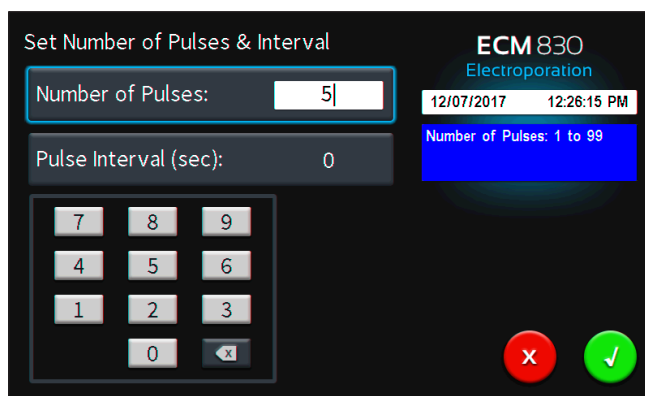 Set Number of Pulses & Interval
Number of Pulses: 5
Pulse Interval (sec): 0
7 8 9
4 5 6
1 2 3
0 x
ECM 830
Electroporation
12/07/2017 12:26:15 PM
Number of Pulses: 1 to 99
x